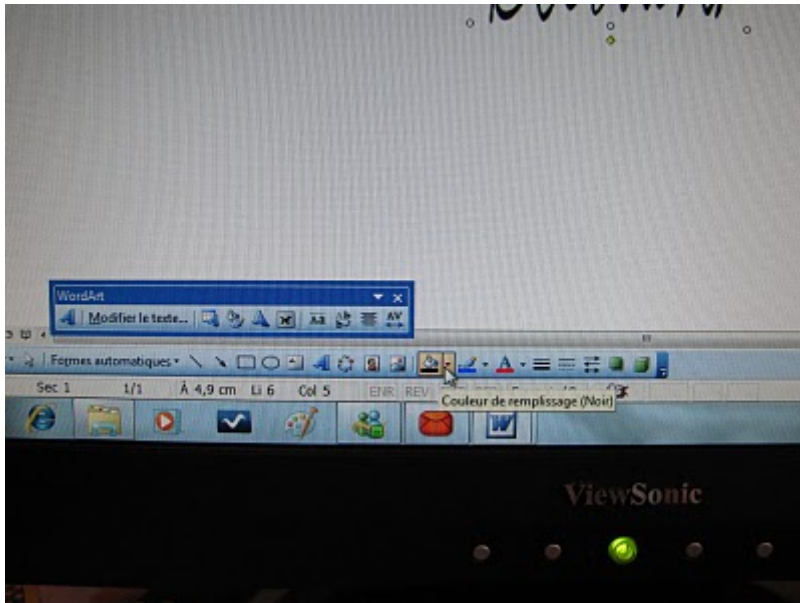 WordArt
Modifier le texte...
Formes automatiques
Sec 1 1/1 À 4,9 cm Li 6 Col 5 ENR REV
Couleur de remplissage (Noir)
ViewSonic